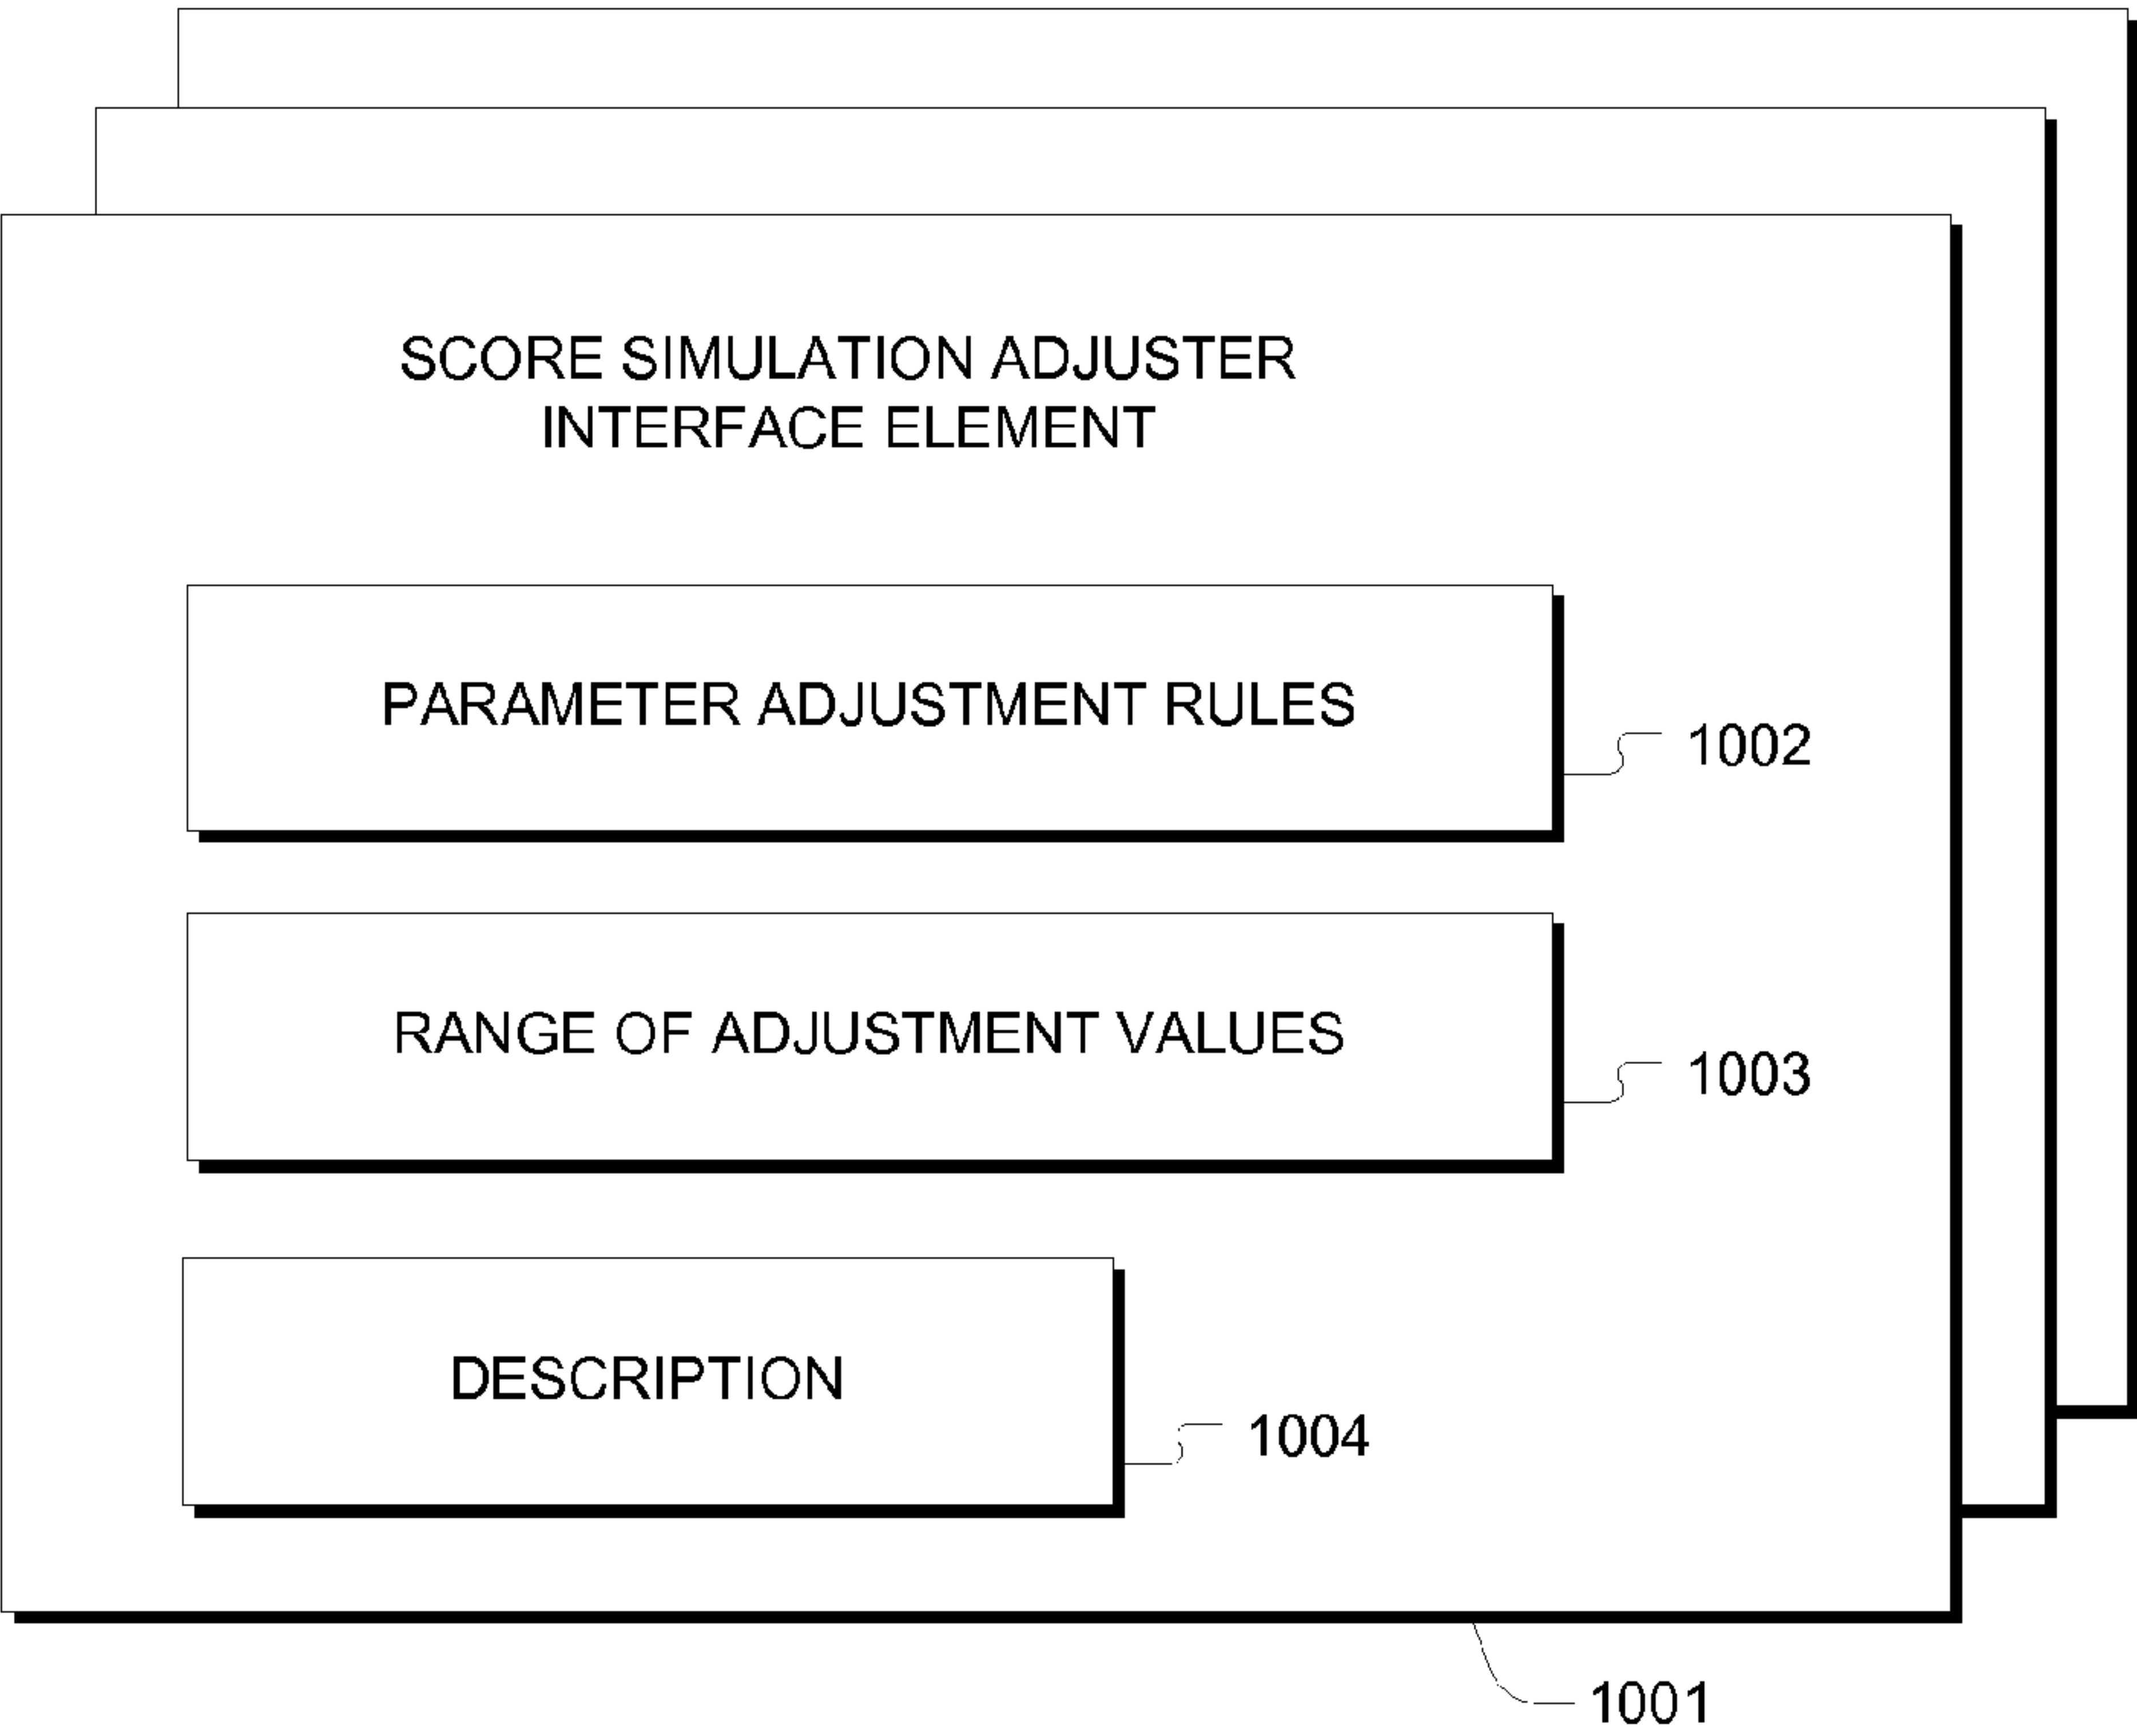 SCORE SIMULATION ADJUSTER
INTERFACE ELEMENT
PARAMETER ADJUSTMENT RULES
1002
RANGE OF ADJUSTMENT VALUES
1003
DESCRIPTION
1004
1001